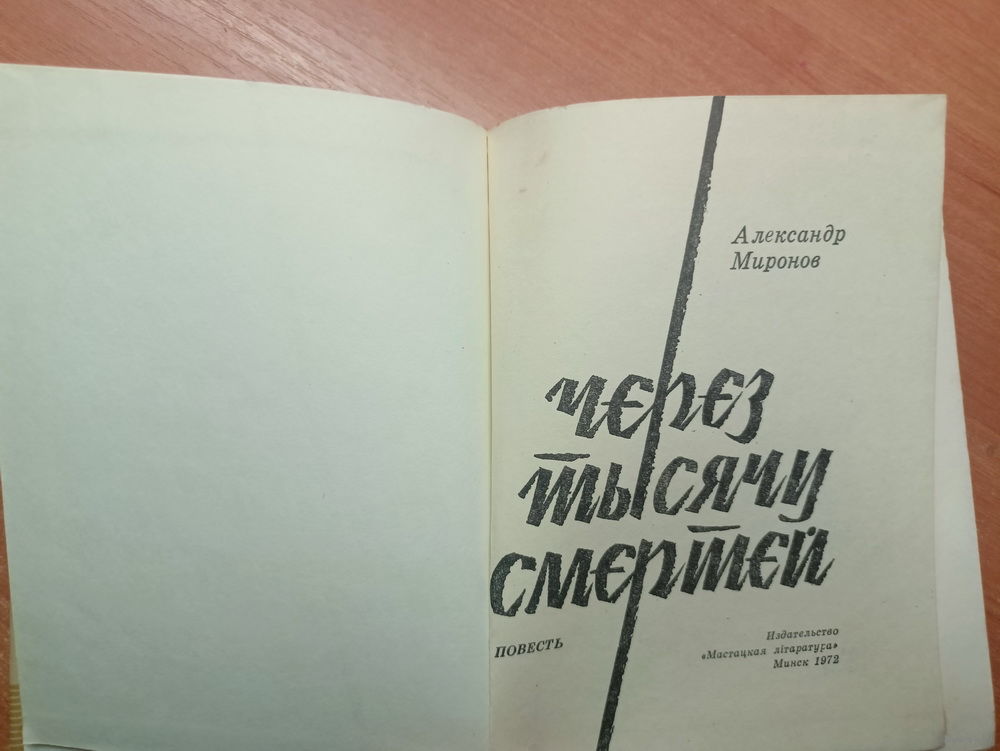 Александр
Миронов
через
тысячу
смертей
ПОВЕСТЬ
Издательство
«Мастацкая літаратура»
Минск 1972